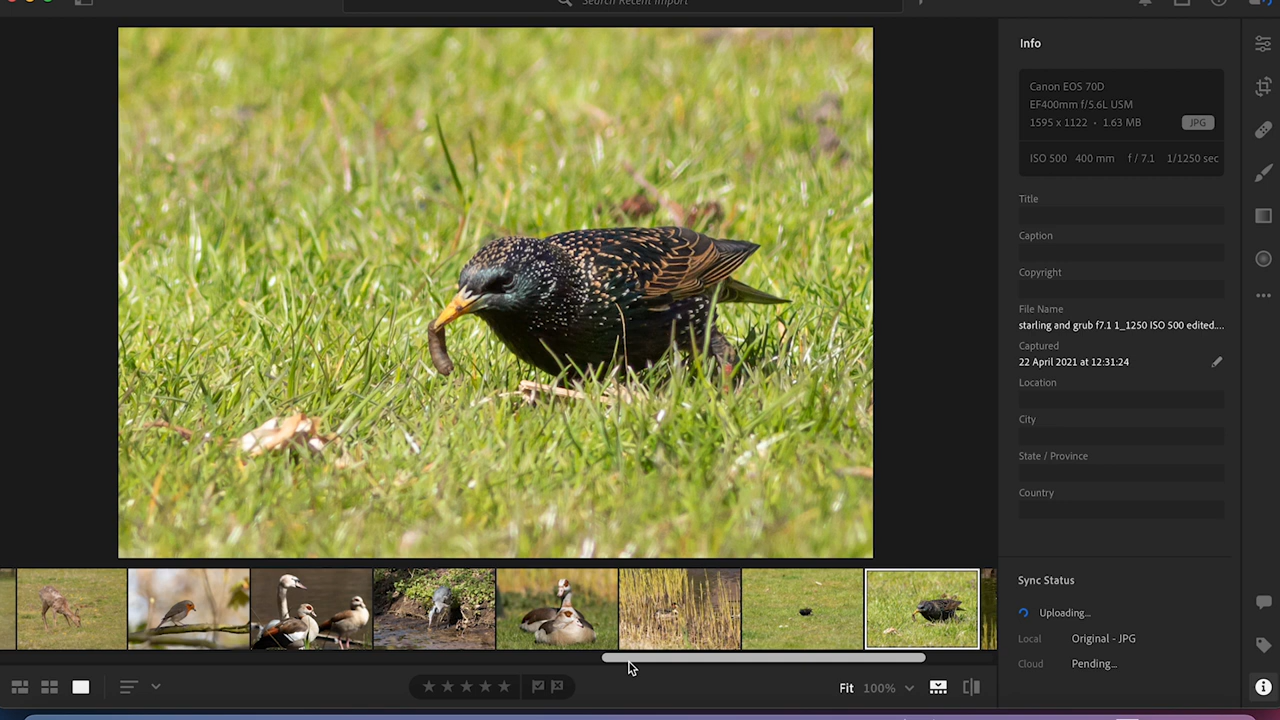 Search Recent Import
Info
Canon EOS 70D
EF400mm f/5.6L USM
1595 x 1122 • 1.63 MB JPG
ISO 500 400 mm f / 7.1 1/1250 sec
Title
Caption
Copyright
File Name
starling and grub f7.1 1_1250 ISO 500 edited....
Captured
22 April 2021 at 12:31:24
Location
City
State / Province
Country
Sync Status
Uploading...
Local Original - JPG
Cloud Pending...
Fit 100%